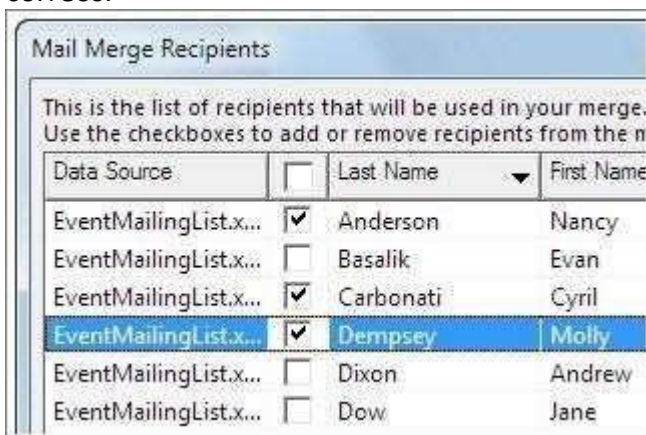 Mail Merge Recipients
This is the list of recipients that will be used in your merge.
Use the checkboxes to add or remove recipients from the m
Data Source Last Name First Name
EventMailingList.x... Anderson Nancy
EventMailingList.x... Basalik Evan
EventMailingList.x... Carbonati Cyril
EventMailingList.x... Dempsey Molly
EventMailingList.x... Dixon Andrew
EventMailingList.x... Dow Jane